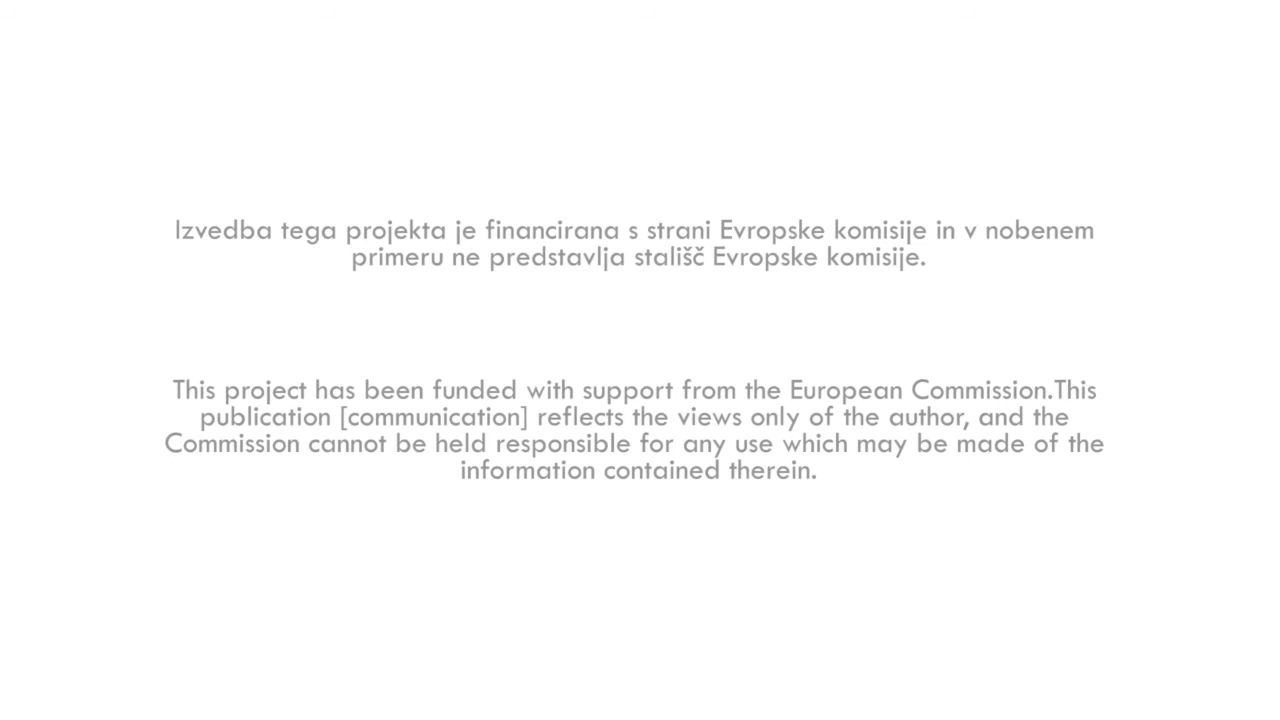 Izvedba tega projekta je financirana s strani Evropske komisije in v nobenem
primeru ne predstavlja stališč Evropske komisije.
This project has been funded with support from the European Commission.This
publication [communication] reflects the views only of the author, and the
Commission cannot be held responsible for any use which may be made of the
information contained therein.